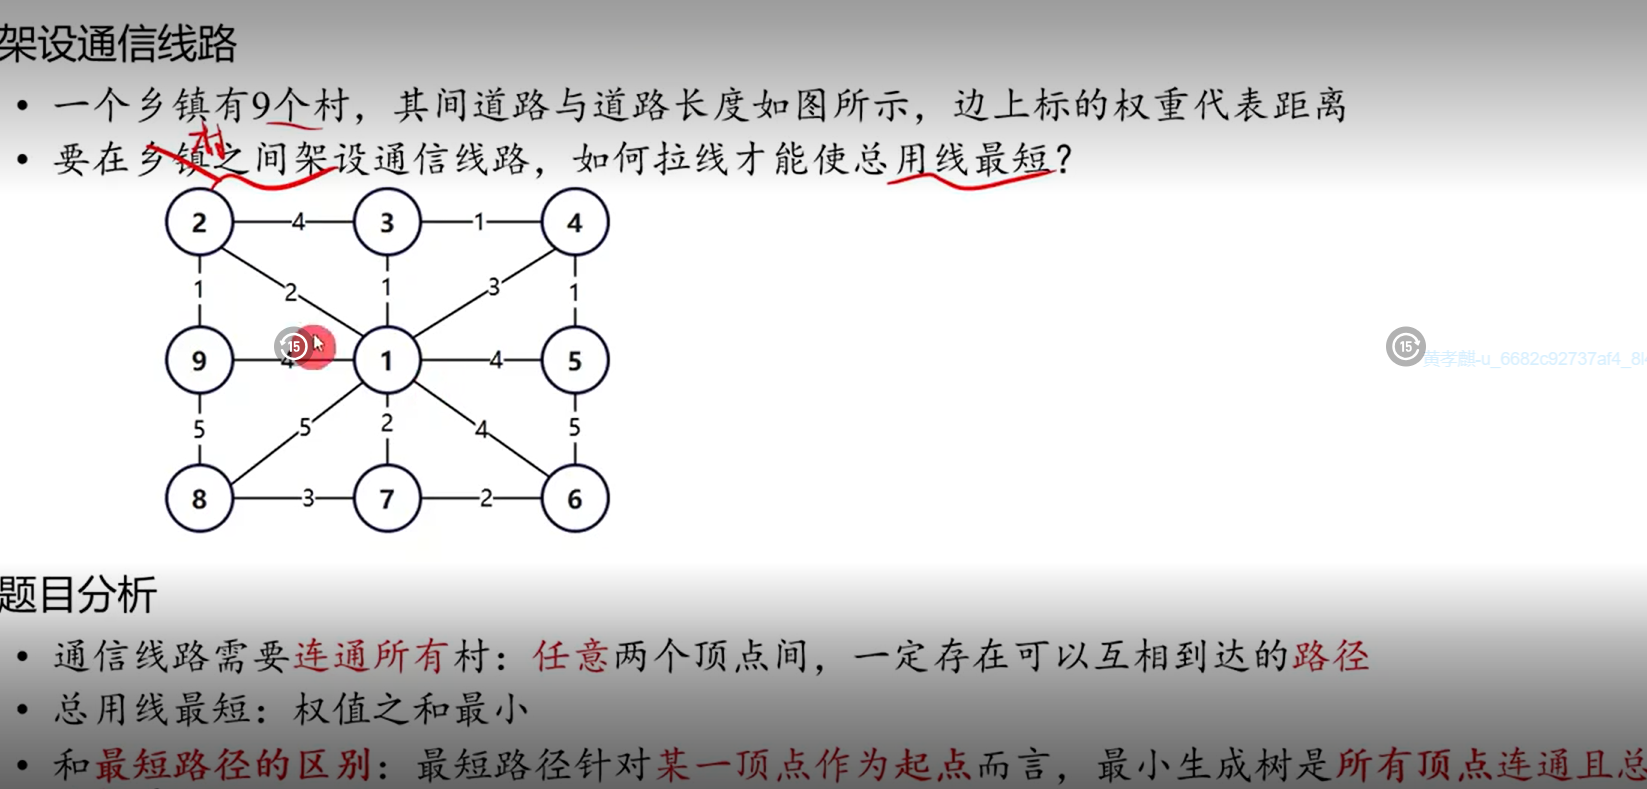 架设通信线路
• 一个乡镇有9个村，其间道路与道路长度如图所示，边上标的权重代表距离
村
• 要在乡镇之间架设通信线路，如何拉线才能使总用线最短？
2 4 3 1 4
1 2 1 3 1
9 4 1 4 5
5 5 2 4 5
8 3 7 2 6
15
15
黄孝麒-u_6682c92737af4_8l
题目分析
• 通信线路需要连通所有村：任意两个顶点间，一定存在可以互相到达的路径
• 总用线最短：权值之和最小
• 和最短路径的区别：最短路径针对某一顶点作为起点而言，最小生成树是所有顶点连通且总